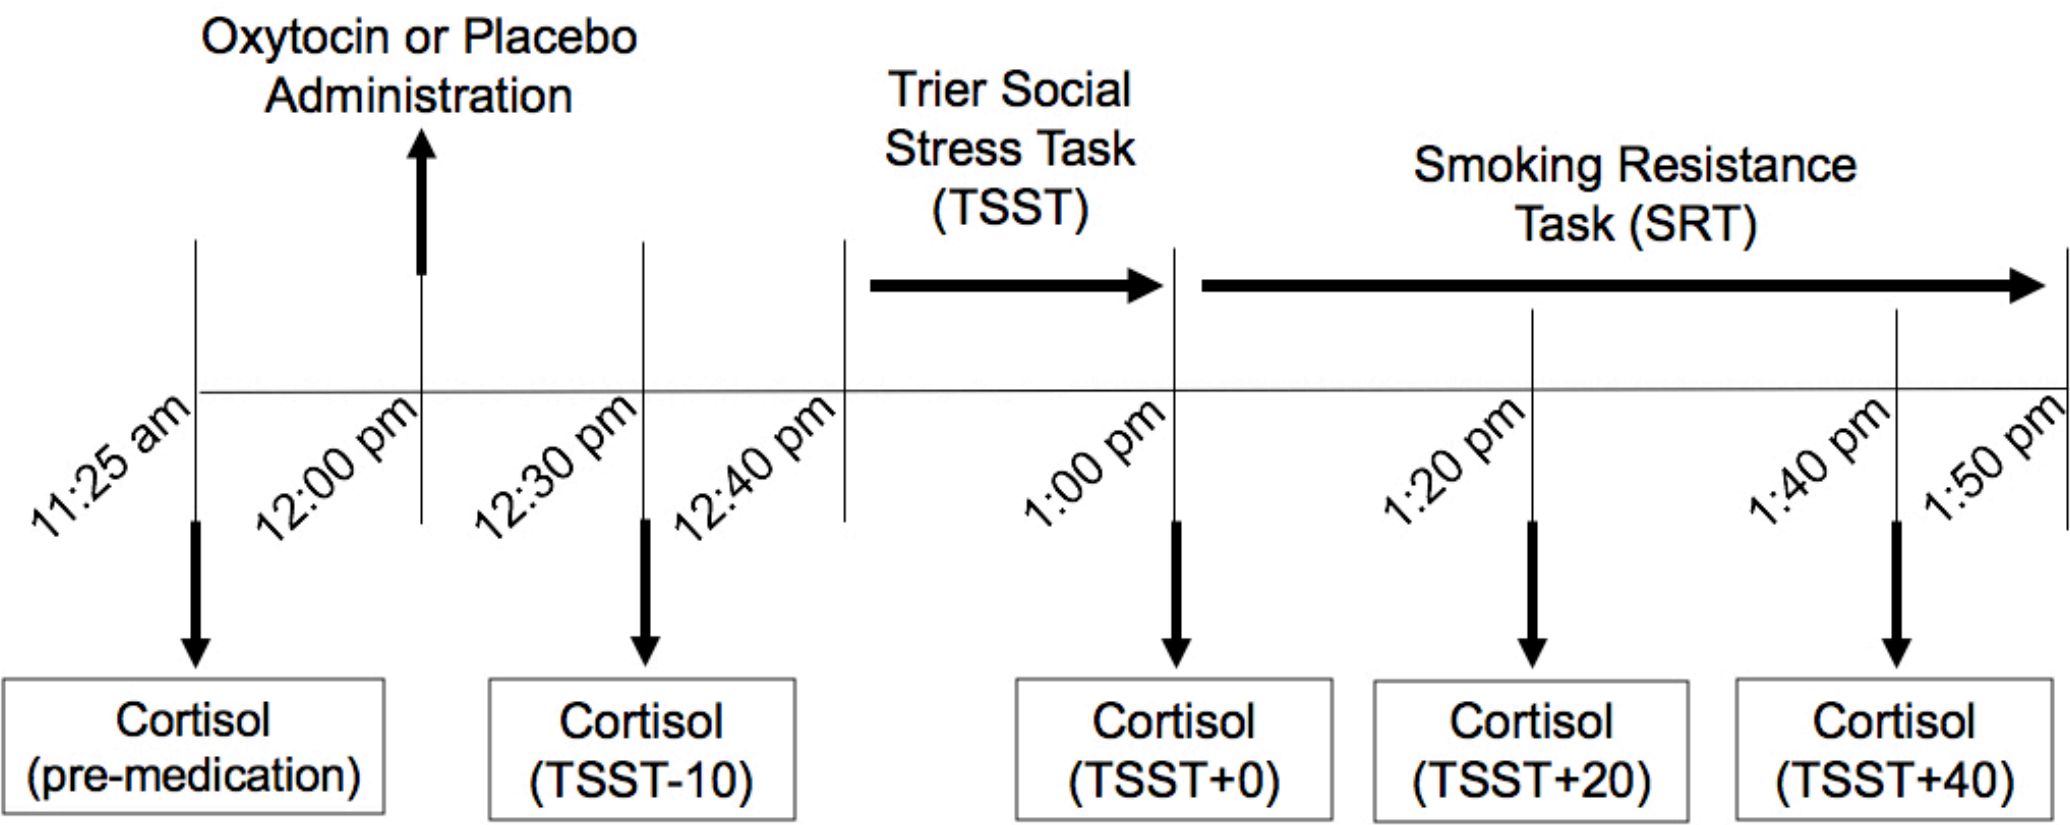 Oxytocin or Placebo
Administration
Trier Social
Stress Task
(TSST)
Smoking Resistance
Task (SRT)
11:25 am
12:00 pm
12:30 pm
12:40 pm
1:00 pm
1:20 pm
1:40 pm
1:50 pm
Cortisol
(pre-medication)
Cortisol
(TSST-10)
Cortisol
(TSST+0)
Cortisol
(TSST+20)
Cortisol
(TSST+40)